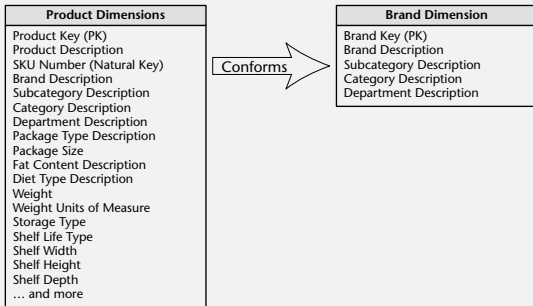 Product Dimensions
Product Key (PK)
Product Description
SKU Number (Natural Key)
Brand Description
Subcategory Description
Category Description
Department Description
Package Type Description
Package Size
Fat Content Description
Diet Type Description
Weight
Weight Units of Measure
Storage Type
Shelf Life Type
Shelf Width
Shelf Height
Shelf Depth
... and more
Conforms
Brand Dimension
Brand Key (PK)
Brand Description
Subcategory Description
Category Description
Department Description